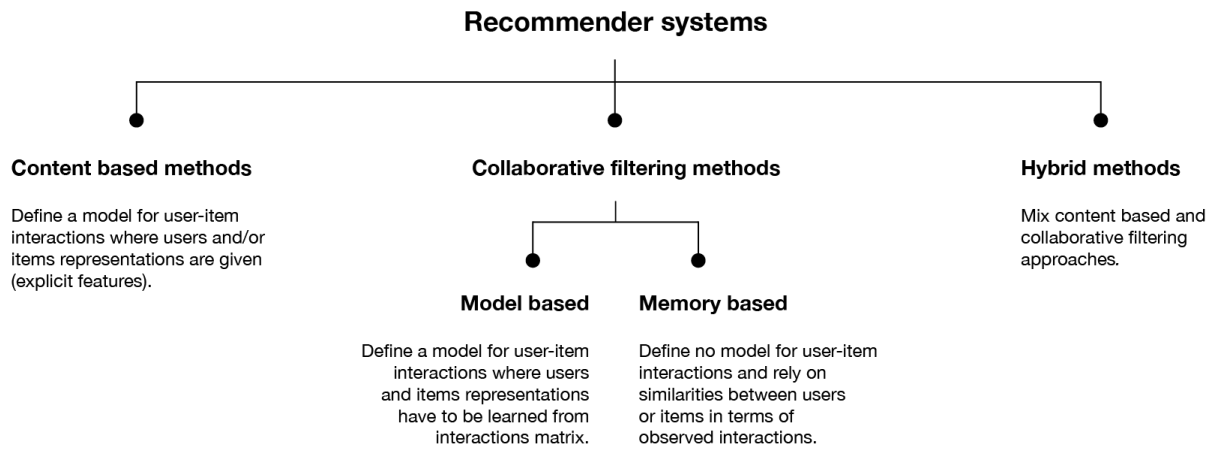 Recommender systems
Content based methods
Define a model for user-item
interactions where users and/or
items representations are given
(explicit features).
Collaborative filtering methods
Model based
Define a model for user-item
interactions where users
and items representations
have to be learned from
interactions matrix.
Memory based
Define no model for user-item
interactions and rely on
similarities between users
or items in terms of
observed interactions.
Hybrid methods
Mix content based and
collaborative filtering
approaches.